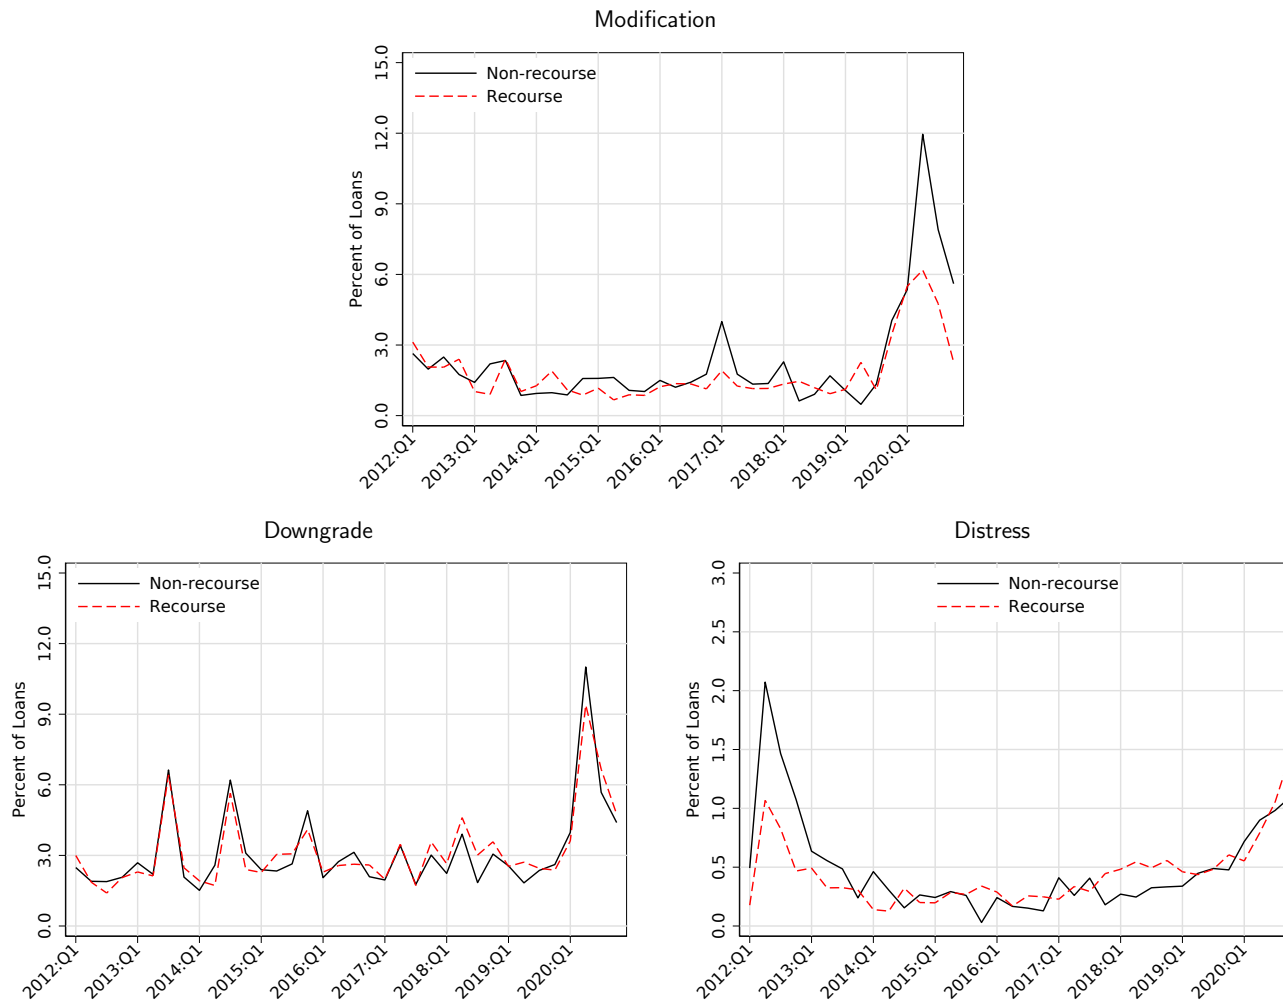 Modification
Percent of Loans
15.0
12.0
9.0
6.0
3.0
0.0
Non-recourse
Recourse
2012:Q1
2013:Q1
2014:Q1
2015:Q1
2016:Q1
2017:Q1
2018:Q1
2019:Q1
2020:Q1
Downgrade
Percent of Loans
15.0
12.0
9.0
6.0
3.0
0.0
Non-recourse
Recourse
2012:Q1
2013:Q1
2014:Q1
2015:Q1
2016:Q1
2017:Q1
2018:Q1
2019:Q1
2020:Q1
Distress
Percent of Loans
3.0
2.5
2.0
1.5
1.0
0.5
0.0
Non-recourse
Recourse
2012:Q1
2013:Q1
2014:Q1
2015:Q1
2016:Q1
2017:Q1
2018:Q1
2019:Q1
2020:Q1